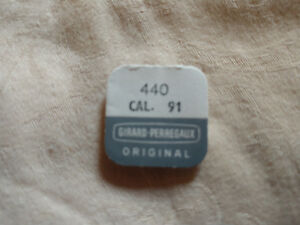 440
CAL. 91
GIRARD-PERREGAUX
ORIGINAL